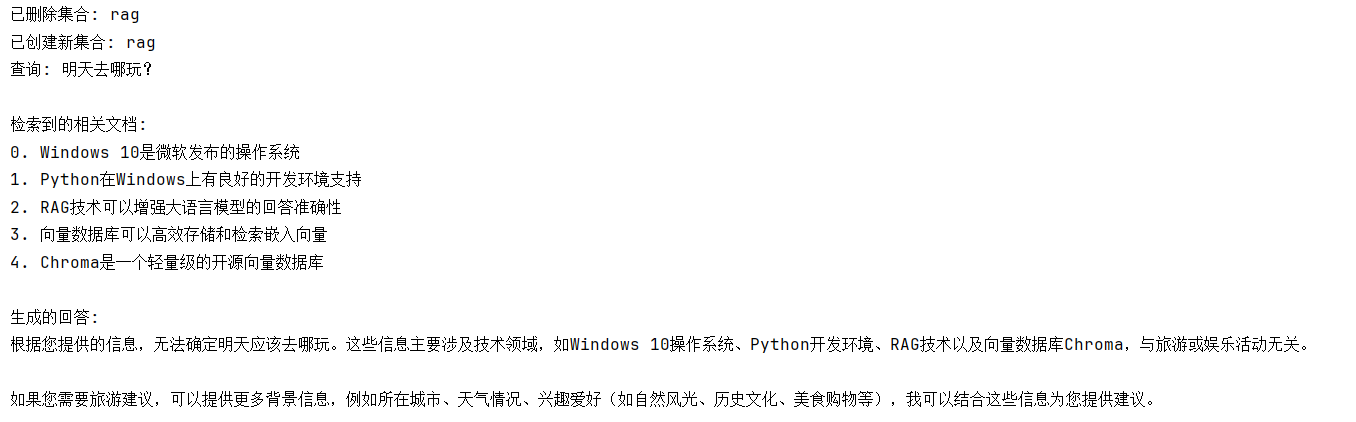 已删除集合: rag
已创建新集合: rag
查询: 明天去哪玩?
检索到的相关文档:
0. Windows 10是微软发布的操作系统
1. Python在Windows上有良好的开发环境支持
2. RAG技术可以增强大语言模型的回答准确性
3. 向量数据库可以高效存储和检索嵌入向量
4. Chroma是一个轻量级的开源向量数据库
生成的回答:
根据您提供的信息，无法确定明天应该去哪玩。这些信息主要涉及技术领域，如Windows 10操作系统、Python开发环境、RAG技术以及向量数据库Chroma，与旅游或娱乐活动无关。
如果您需要旅游建议，可以提供更多背景信息，例如所在城市、天气情况、兴趣爱好（如自然风光、历史文化、美食购物等），我可以结合这些信息为您提供建议。